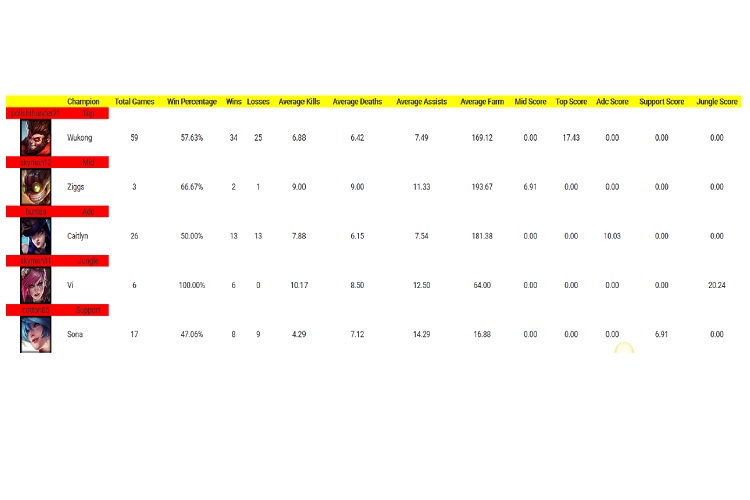 Champion Total Games Win Percentage Wins Losses Average Kills Average Deaths Average Assists Average Farm Mid Score Top Score Adc Score Support Score Jungle Score
Top
Wukong 59 57.63% 34 25 6.88 6.42 7.49 169.12 0.00 17.43 0.00 0.00 0.00
Mid
Ziggs 3 66.67% 2 1 9.00 9.00 11.33 193.67 6.91 0.00 0.00 0.00 0.00
Adc
Caitlyn 26 50.00% 13 13 7.88 6.15 7.54 181.38 0.00 0.00 10.03 0.00 0.00
Jungle
Vi 6 100.00% 6 0 10.17 8.50 12.50 64.00 0.00 0.00 0.00 0.00 20.24
Support
Sona 17 47.06% 8 9 4.29 7.12 14.29 16.88 0.00 0.00 0.00 6.91 0.00